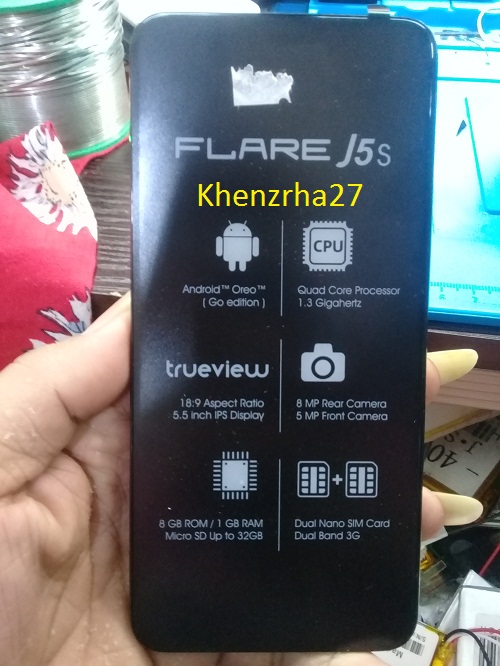 FLARE J5s
Khenzrha27
Android™ Oreo™
( Go edition )
CPU
Quad Core Processor
1.3 Gigahertz
trueview
18:9 Aspect Ratio
5.5 inch IPS Display
8 MP Rear Camera
5 MP Front Camera
8 GB ROM / 1 GB RAM
Micro SD Up to 32GB
Dual Nano SIM Card
Dual Band 3G